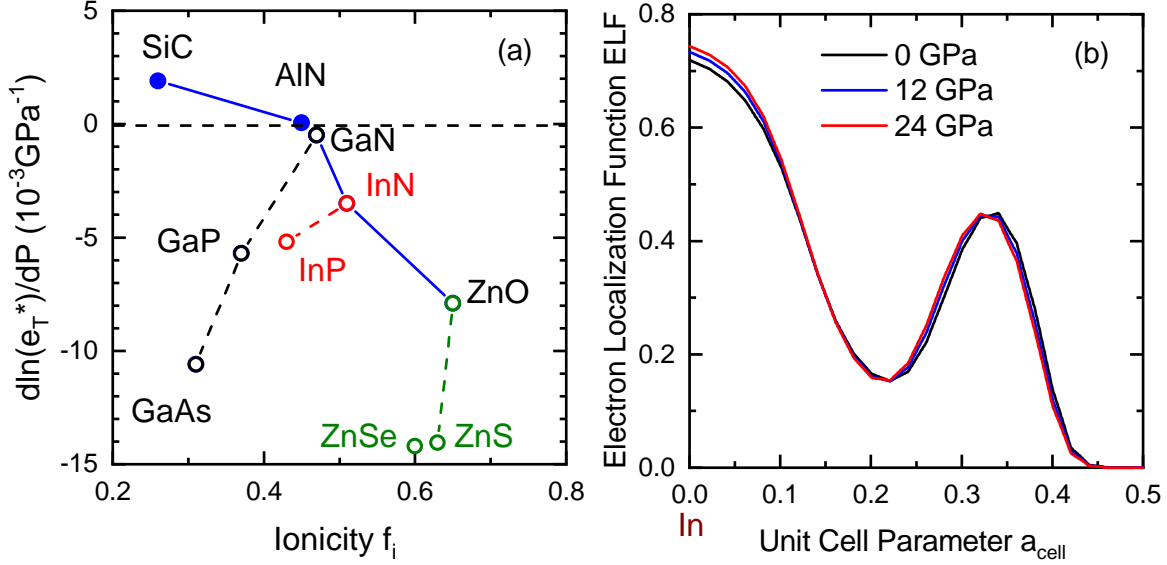 (a)
dln(e_T*)/dP (10^-3GPa^-1)
5
0
-5
-10
-15
SiC
AlN
GaN
InN
GaP
InP
ZnO
GaAs
ZnSe
ZnS
0.2 0.4 0.6 0.8
Ionicity f_i
(b)
Electron Localization Function ELF
0.8
0.6
0.4
0.2
0.0
0 GPa
12 GPa
24 GPa
0.0 0.1 0.2 0.3 0.4 0.5
In
Unit Cell Parameter a_cell